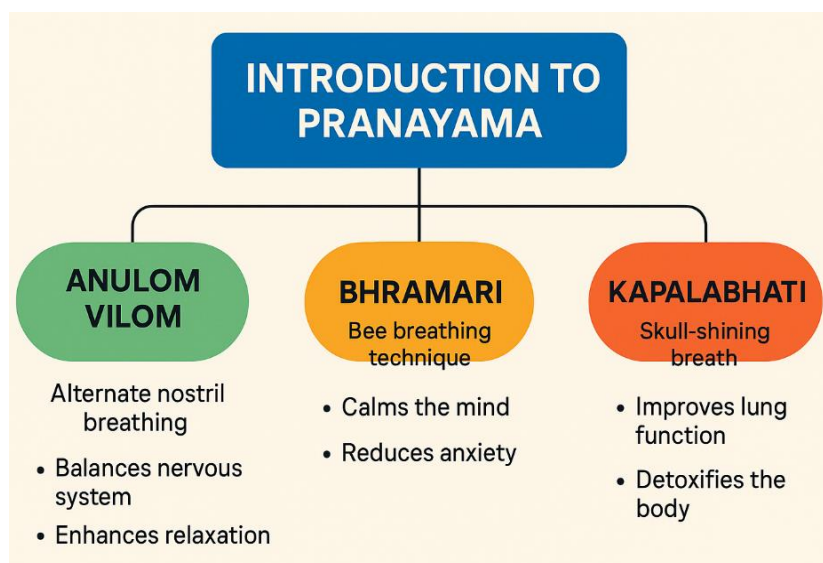 INTRODUCTION TO
PRANAYAMA
ANULOM
VILOM
Alternate nostril
breathing
• Balances nervous
system
• Enhances relaxation
BHRAMARI
Bee breathing
technique
• Calms the mind
• Reduces anxiety
KAPALABHATI
Skull-shining
breath
• Improves lung
function
• Detoxifies the
body